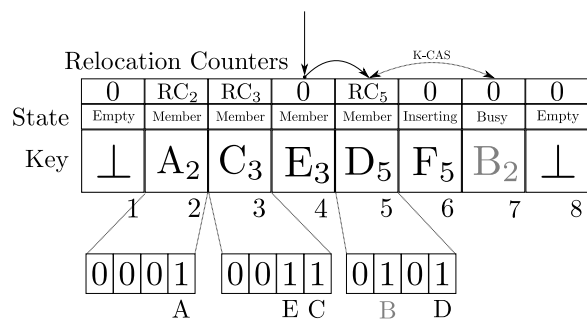 K-CAS
Relocation Counters
0 RC₂ RC₃ 0 RC₅ 0 0 0
State Empty Member Member Member Member Inserting Busy Empty
Key ⊥ A₂ C₃ E₃ D₅ F₅ B₂ ⊥
1 2 3 4 5 6 7 8
0 0 0 1 0 0 1 1 0 1 0 1
A E C B D